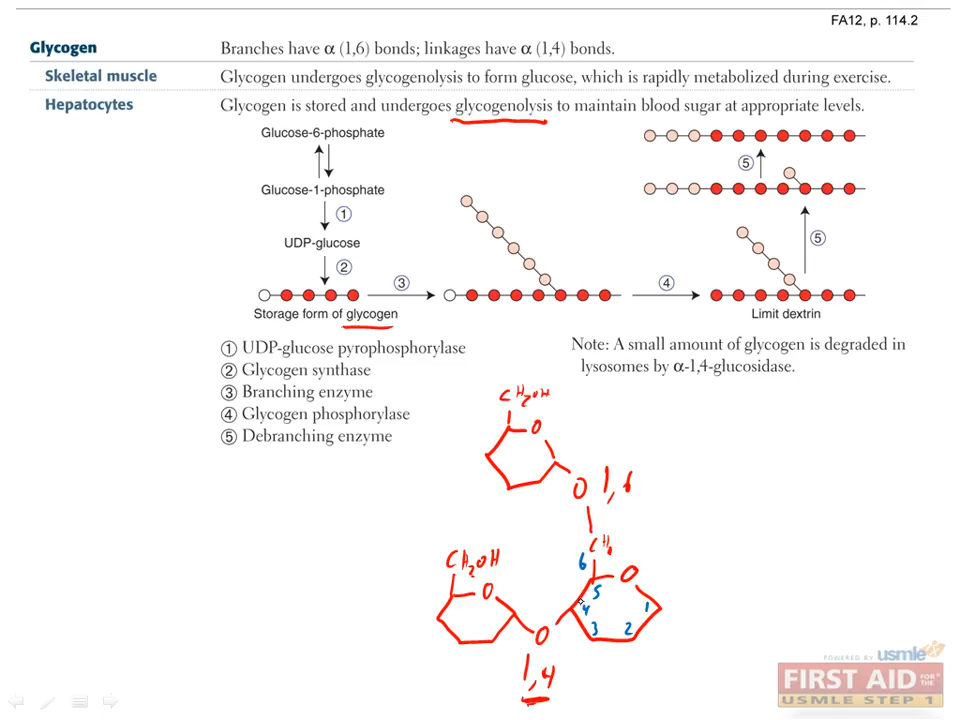 FA12, p. 114.2
Glycogen Branches have α (1,6) bonds; linkages have α (1,4) bonds.
Skeletal muscle Glycogen undergoes glycogenolysis to form glucose, which is rapidly metabolized during exercise.
Hepatocytes Glycogen is stored and undergoes glycogenolysis to maintain blood sugar at appropriate levels.
Glucose-6-phosphate
Glucose-1-phosphate
①
UDP-glucose
②
③
④
⑤
⑤
Storage form of glycogen
Limit dextrin
① UDP-glucose pyrophosphorylase
② Glycogen synthase
③ Branching enzyme
④ Glycogen phosphorylase
⑤ Debranching enzyme
Note: A small amount of glycogen is degraded in
lysosomes by α-1,4-glucosidase.
CH2OH
O
O 1,6
CH2
6
O
5
4
3
2
1
CH2OH
O
O
1,4
POWERED BY usmle
FIRST AID FOR THE
USMLE STEP 1